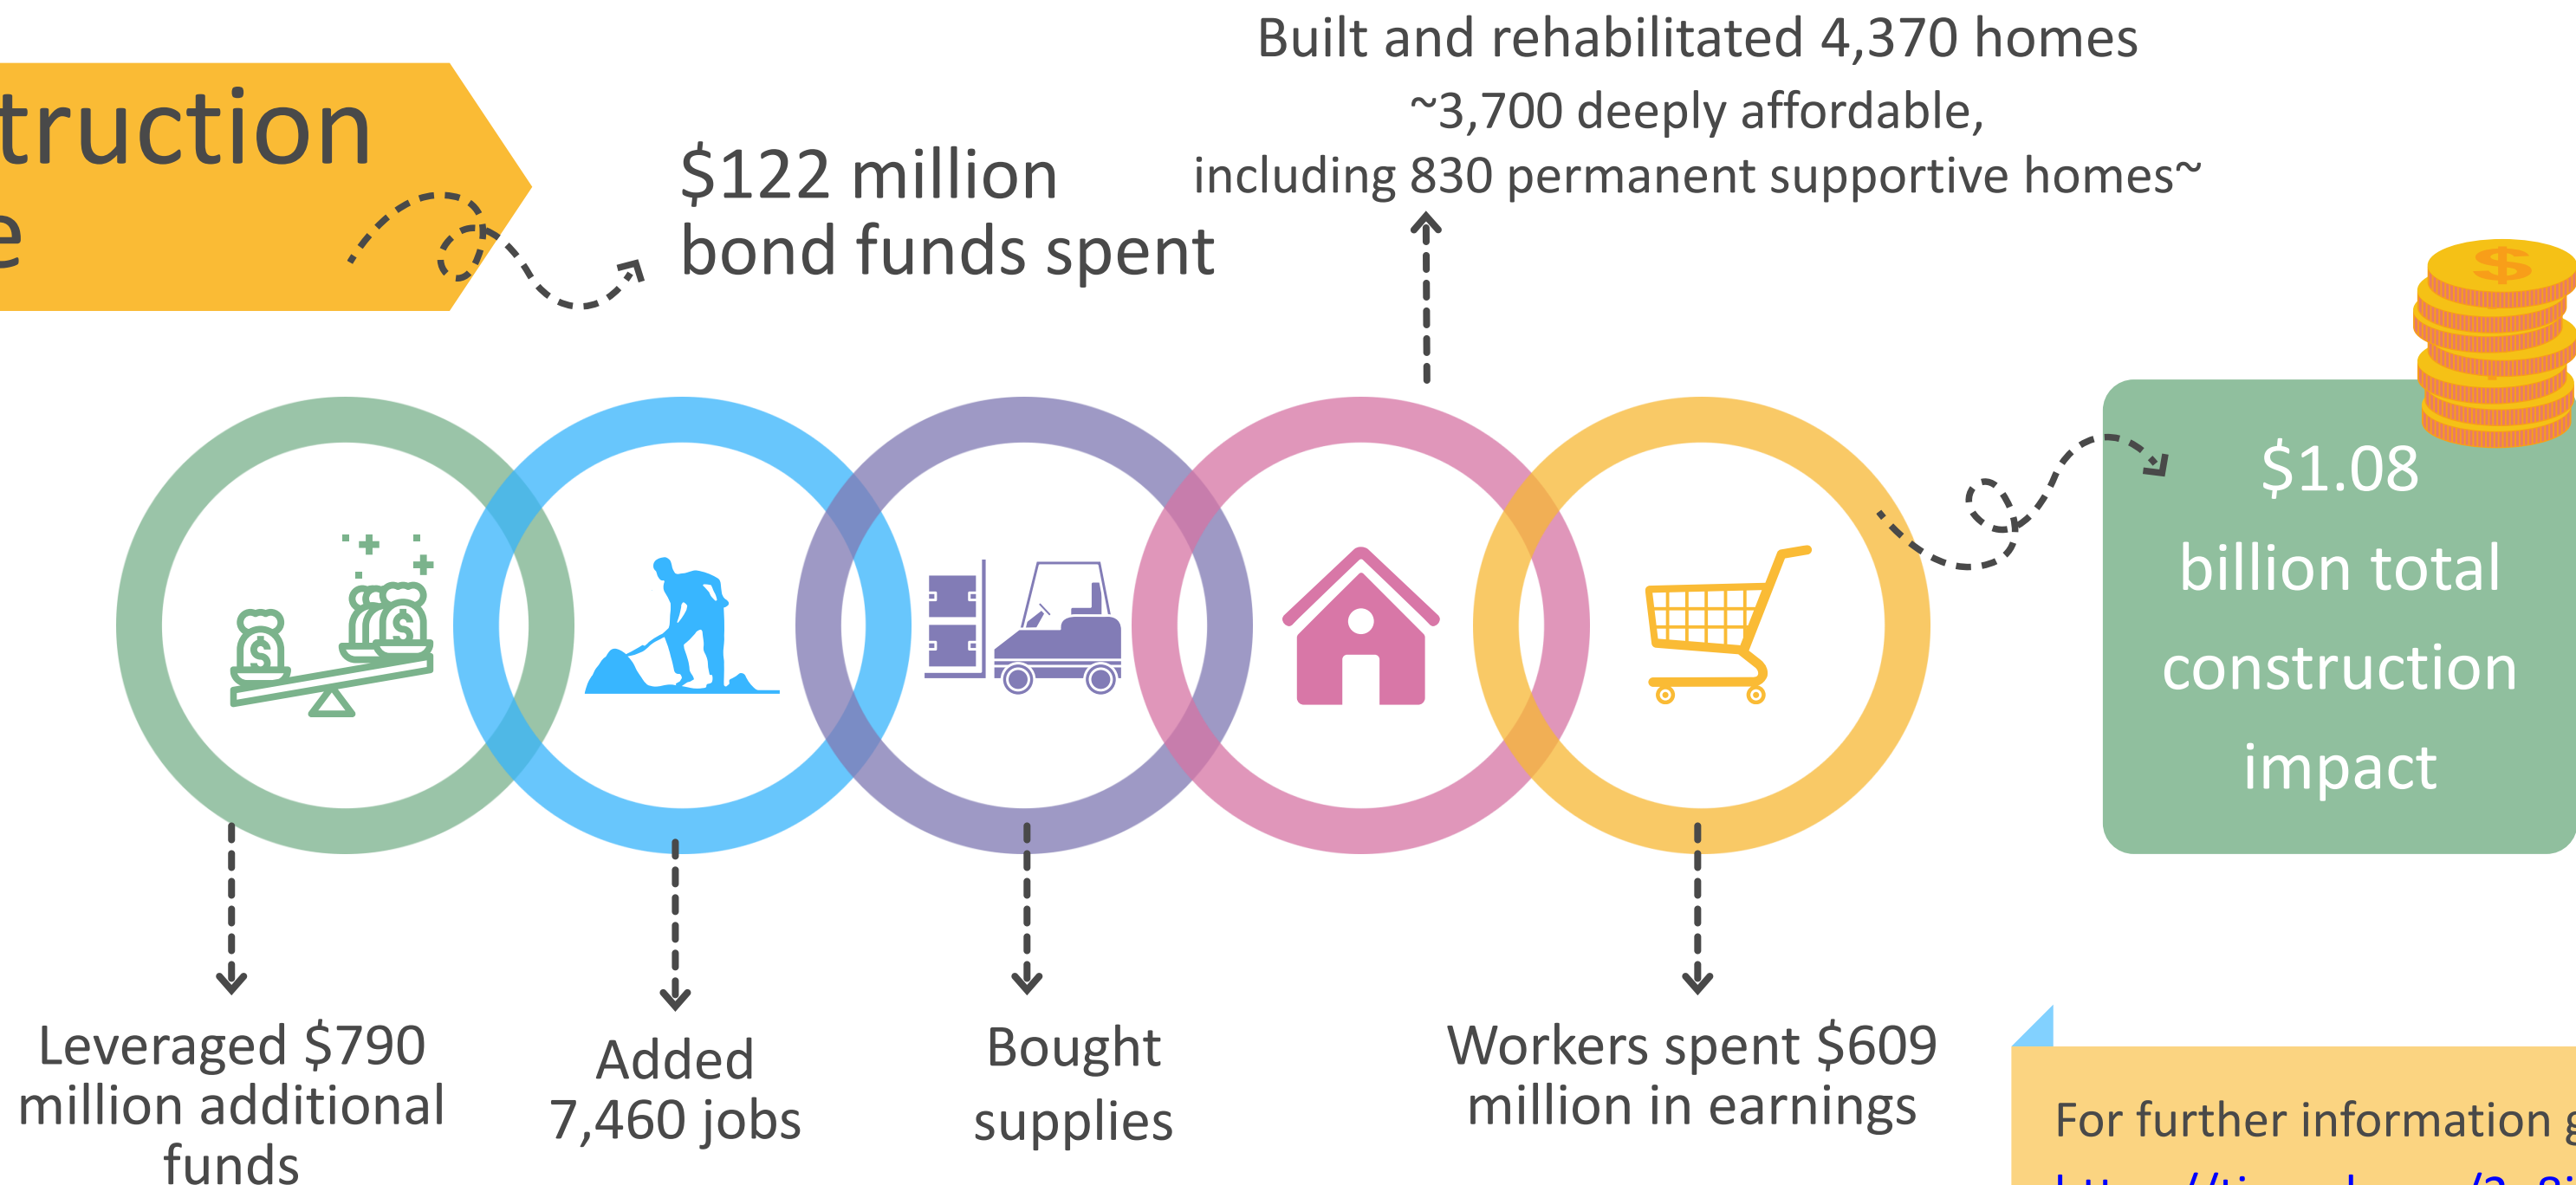 truction
e
$122 million
bond funds spent
Built and rehabilitated 4,370 homes
~3,700 deeply affordable,
including 830 permanent supportive homes~
$1.08
billion total
construction
impact
Leveraged $790
million additional
funds
Added
7,460 jobs
Bought
supplies
Workers spent $609
million in earnings
For further information